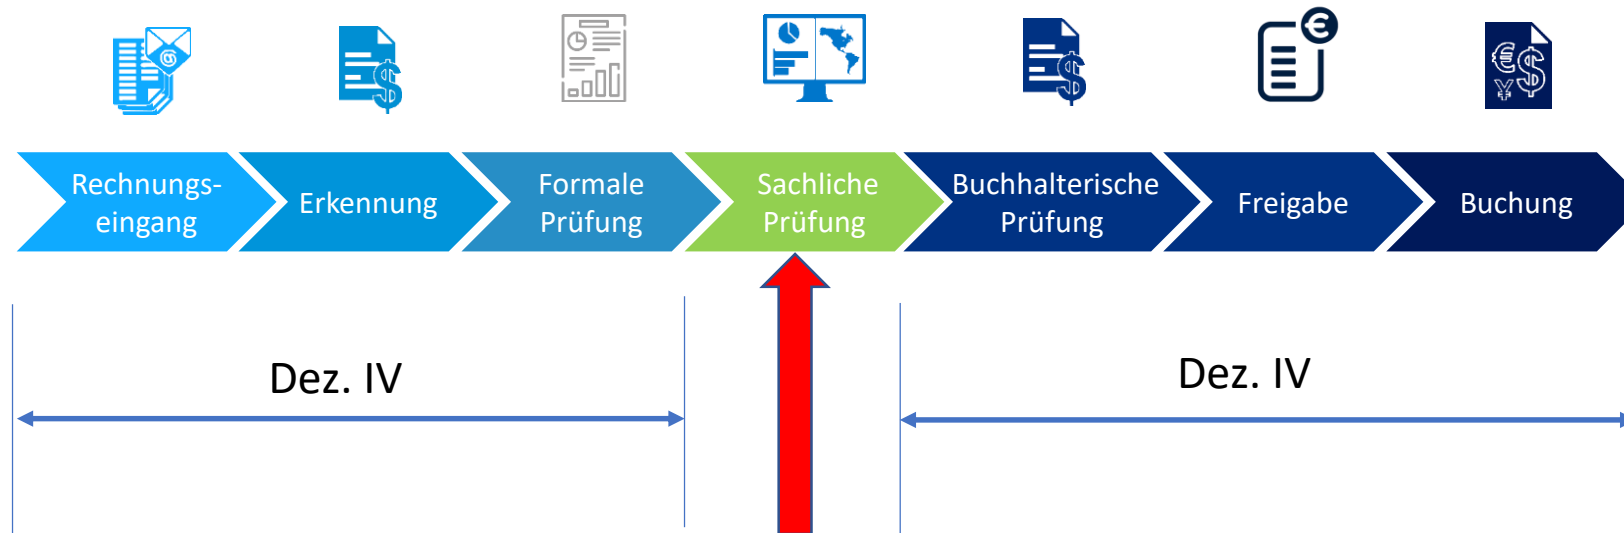 Rechnungs-
eingang
Erkennung
Formale
Prüfung
Sachliche
Prüfung
Buchhalterische
Prüfung
Freigabe
Buchung
Dez. IV
Dez. IV